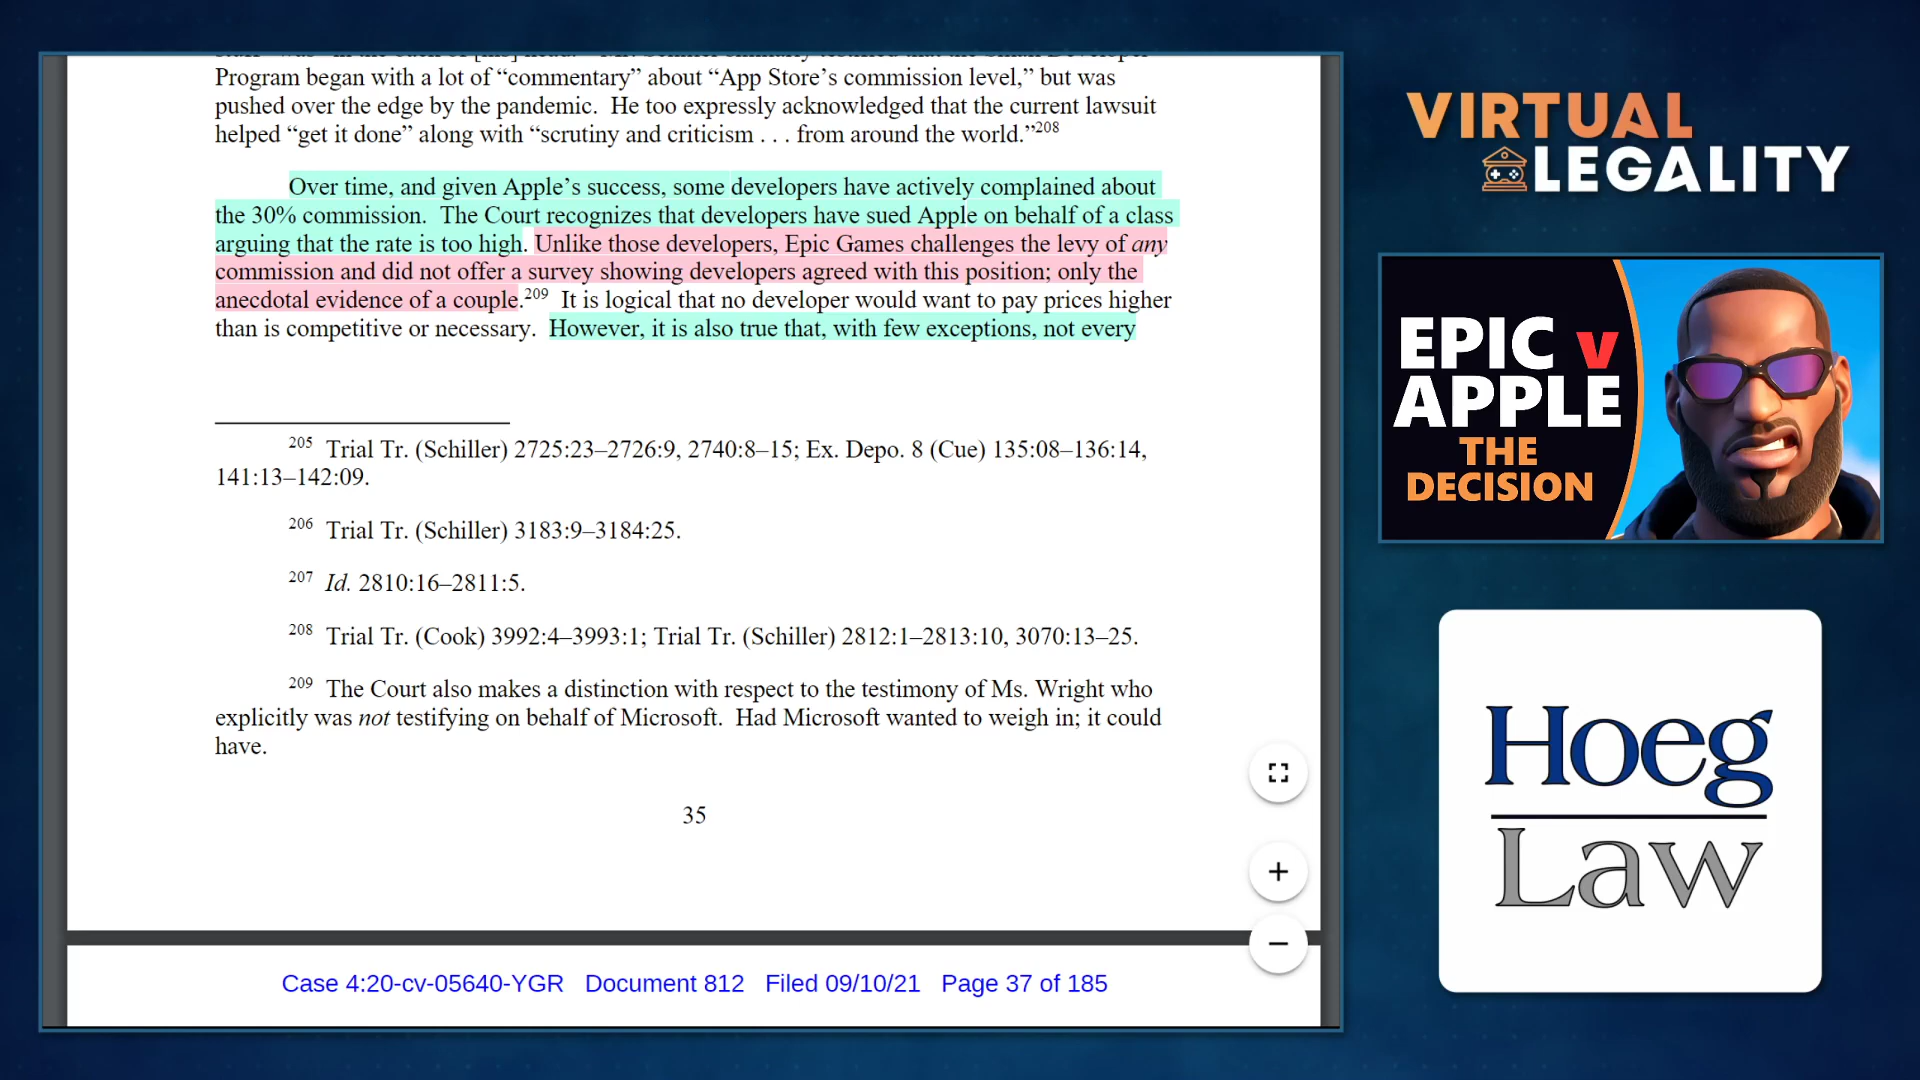 Program began with a lot of “commentary” about “App Store’s commission level,” but was
pushed over the edge by the pandemic.  He too expressly acknowledged that the current lawsuit
helped “get it done” along with “scrutiny and criticism . . . from around the world.”208
Over time, and given Apple’s success, some developers have actively complained about
the 30% commission.  The Court recognizes that developers have sued Apple on behalf of a class
arguing that the rate is too high. Unlike those developers, Epic Games challenges the levy of any
commission and did not offer a survey showing developers agreed with this position; only the
anecdotal evidence of a couple.209  It is logical that no developer would want to pay prices higher
than is competitive or necessary.  However, it is also true that, with few exceptions, not every
205  Trial Tr. (Schiller) 2725:23–2726:9, 2740:8–15; Ex. Depo. 8 (Cue) 135:08–136:14,
141:13–142:09.
206  Trial Tr. (Schiller) 3183:9–3184:25.
207  Id. 2810:16–2811:5.
208  Trial Tr. (Cook) 3992:4–3993:1; Trial Tr. (Schiller) 2812:1–2813:10, 3070:13–25.
209  The Court also makes a distinction with respect to the testimony of Ms. Wright who
explicitly was not testifying on behalf of Microsoft.  Had Microsoft wanted to weigh in; it could
have.
35
Case 4:20-cv-05640-YGR   Document 812   Filed 09/10/21   Page 37 of 185
VIRTUAL
LEGALITY
EPIC v
APPLE
THE
DECISION
Hoeg
Law